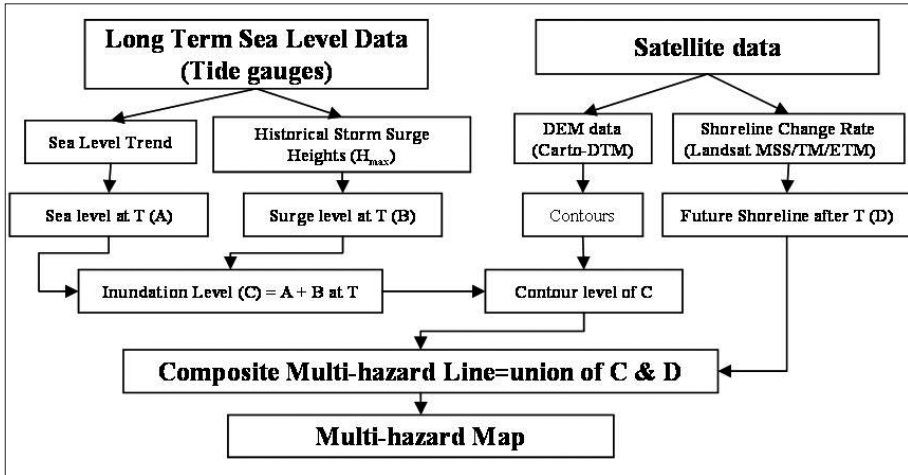 Long Term Sea Level Data
(Tide gauges)
Satellite data
Sea Level Trend
Historical Storm Surge
Heights (Hmax)
DEM data
(Carto-DTM)
Shoreline Change Rate
(Landsat MSS/TM/ETM)
Sea level at T (A)
Surge level at T (B)
Contours
Future Shoreline after T (D)
Inundation Level (C) = A + B at T
Contour level of C
Composite Multi-hazard Line=union of C & D
Multi-hazard Map